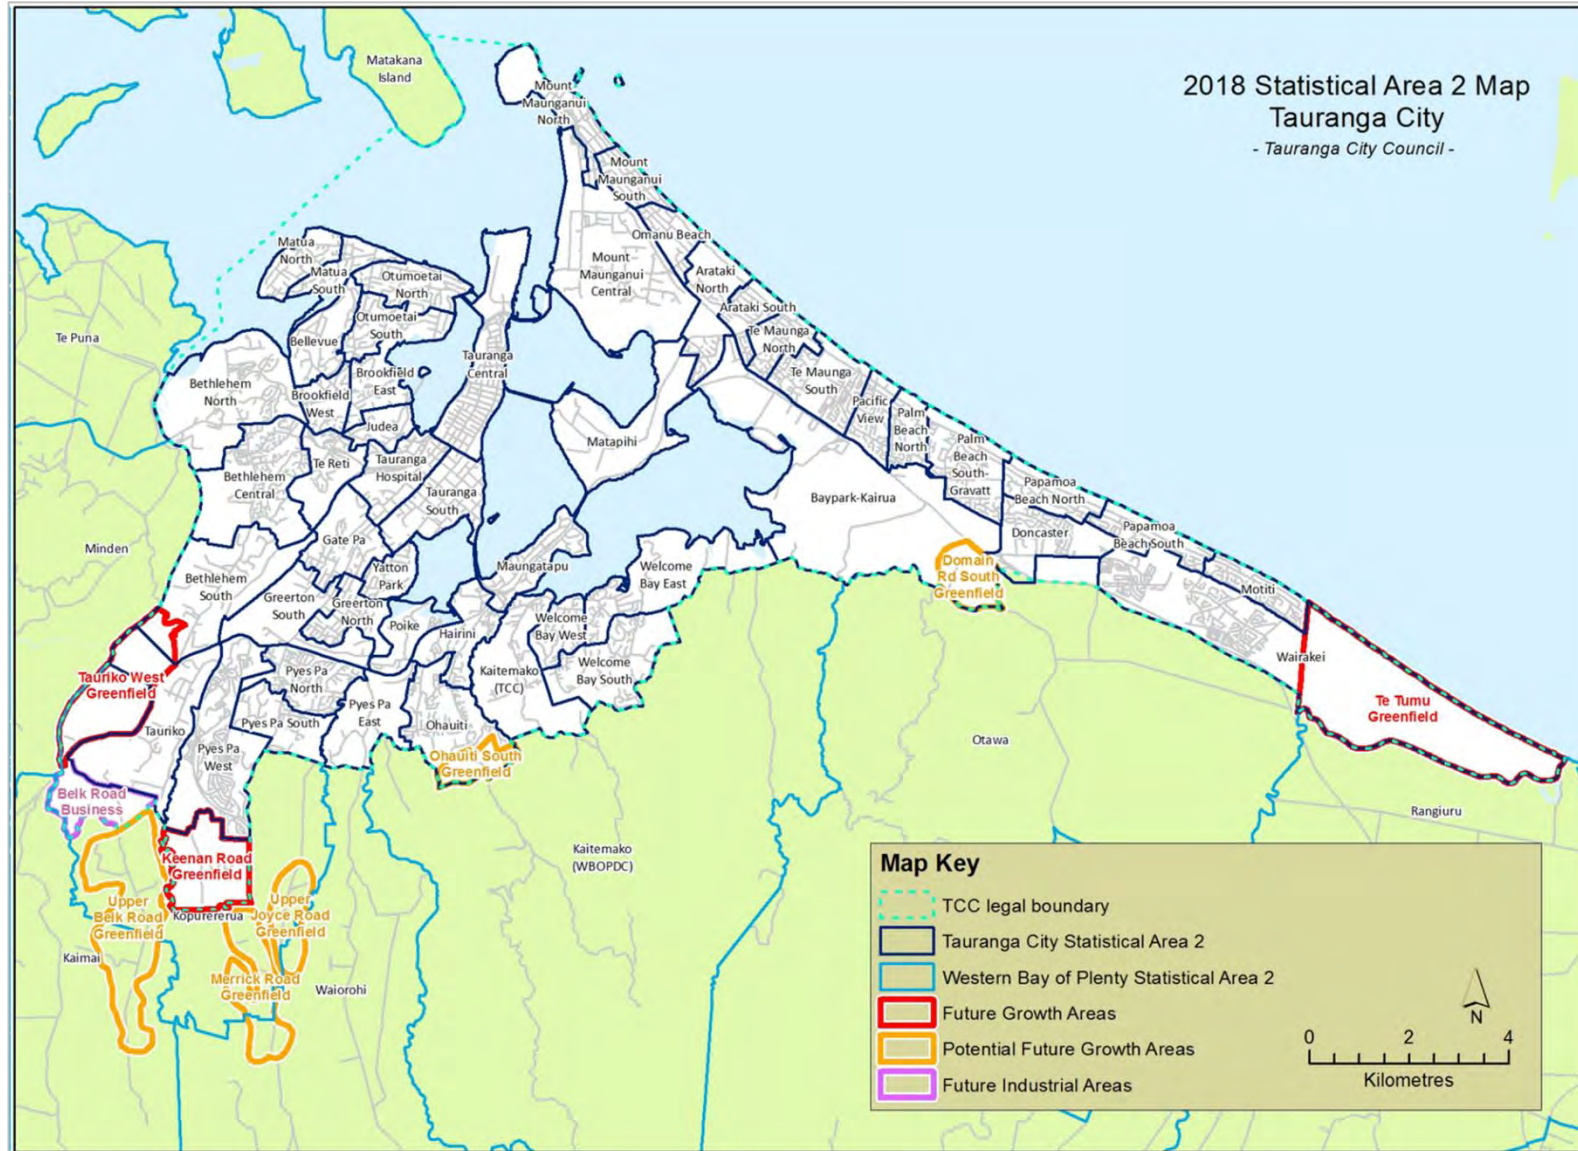 2018 Statistical Area 2 Map
Tauranga City
- Tauranga City Council -
Matakana
Island
Mount
Maunganui
North
Mount
Maunganui
South
Omanu Beach
Mount
Maunganui
Central
Arataki
North
Arataki South
Te Maunga
North
Te Maunga
South
Pacific
View
Palm
Beach
North
Palm
Beach
South-
Gravatt
Papamoa
Beach North
Doncaster
Papamoa
Beach South
Motiti
Wairakei
Te Tumu
Greenfield
Matua
North
Matua
South
Otumoetai
North
Otumoetai
South
Bellevue
Te Puna
Bethlehem
North
Brookfield
West
Brookfield
East
Judea
Tauranga
Central
Te Reti
Tauranga
Hospital
Bethlehem
Central
Tauranga
South
Matapihi
Baypark-Kairua
Domain
Rd South
Greenfield
Minden
Gate Pa
Yatton
Park
Maungatapu
Welcome
Bay East
Bethlehem
South
Greerton
South
Greerton
North
Poike
Hairini
Welcome
Bay West
Welcome
Bay South
Kaitemako
(TCC)
Tauriko West
Greenfield
Tauriko
Pyes Pa
North
Pyes Pa South
Pyes Pa
East
Ohauiti
Pyes Pa
West
Ohauiti South
Greenfield
Otawa
Rangiuru
Belk Road
Business
Keenan Road
Greenfield
Kopurererua
Upper
Belk Road
Greenfield
Upper
Joyce Road
Greenfield
Merrick Road
Greenfield
Kaimai
Waiorohi
Kaitemako
(WBOPDC)
Map Key
TCC legal boundary
Tauranga City Statistical Area 2
Western Bay of Plenty Statistical Area 2
Future Growth Areas
Potential Future Growth Areas
Future Industrial Areas
N
0 2 4
Kilometres